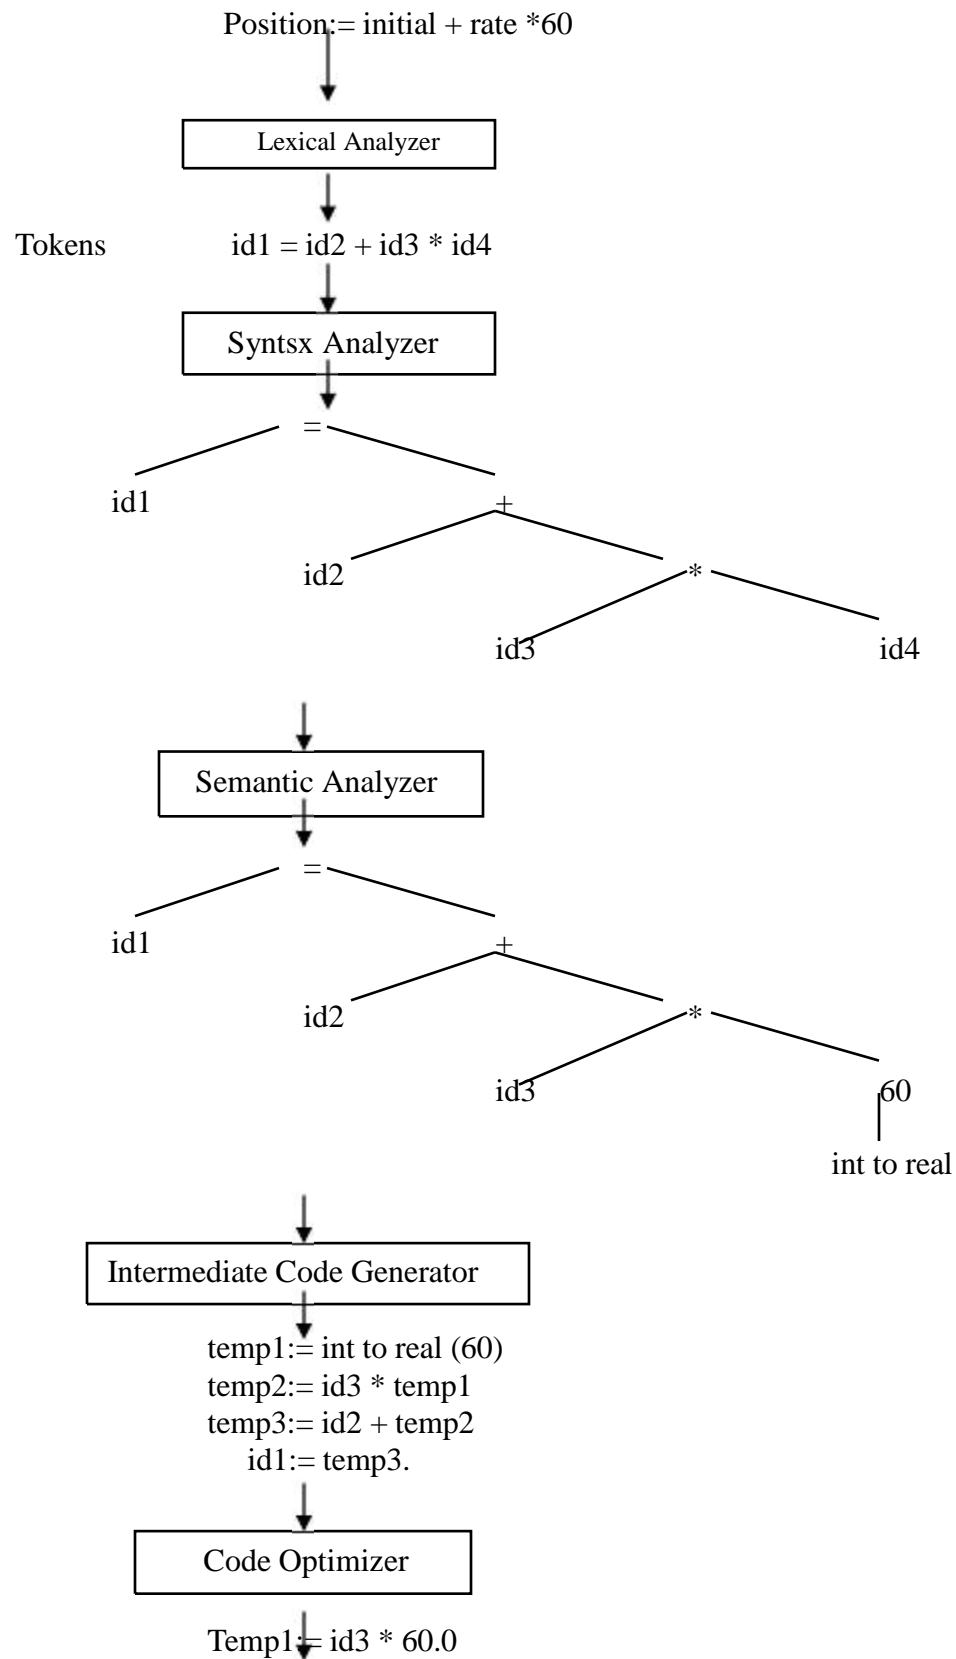 Position:= initial + rate *60
Lexical Analyzer
Tokens id1 = id2 + id3 * id4
Syntsx Analyzer
=
id1
+
id2
*
id3 id4
Semantic Analyzer
=
id1
+
id2
*
id3 60
int to real
Intermediate Code Generator
temp1:= int to real (60)
temp2:= id3 * temp1
temp3:= id2 + temp2
id1:= temp3.
Code Optimizer
Temp1:= id3 * 60.0